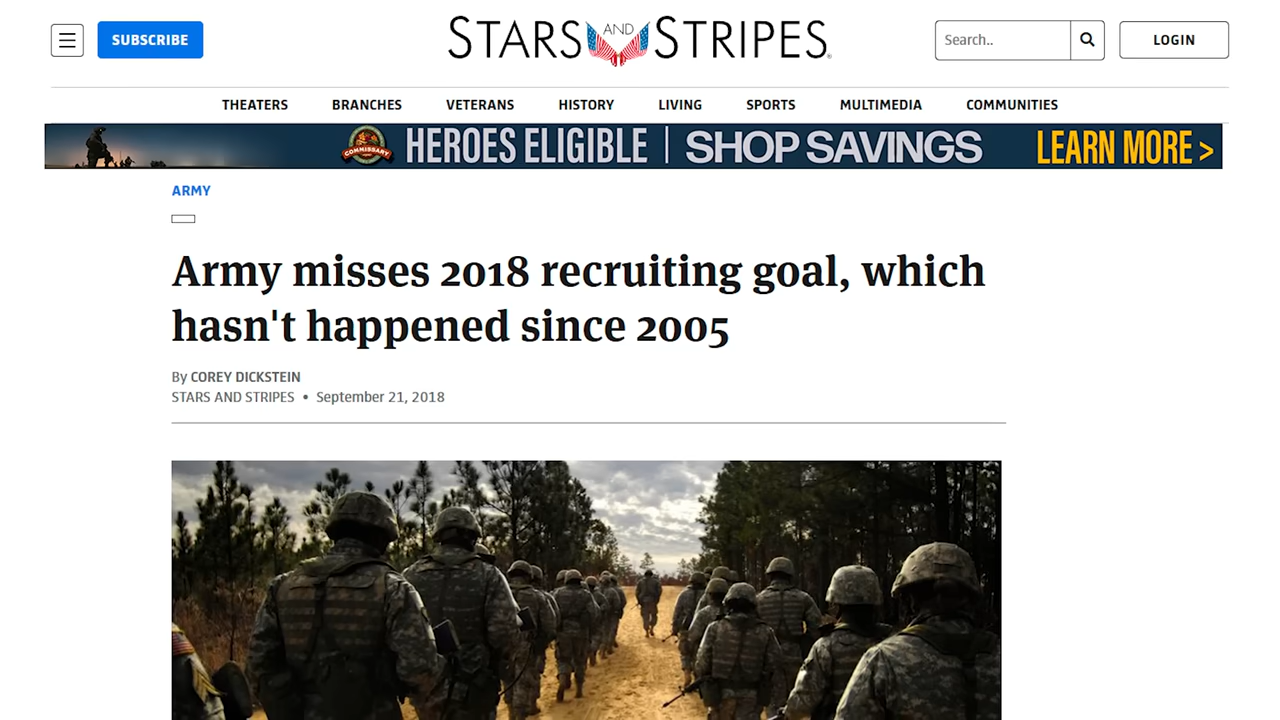 SUBSCRIBE
STARS AND STRIPES®
Search..
LOGIN
THEATERS BRANCHES VETERANS HISTORY LIVING SPORTS MULTIMEDIA COMMUNITIES
COMMISSARY HEROES ELIGIBLE | SHOP SAVINGS LEARN MORE >
ARMY
Army misses 2018 recruiting goal, which
hasn't happened since 2005
By COREY DICKSTEIN
STARS AND STRIPES • September 21, 2018